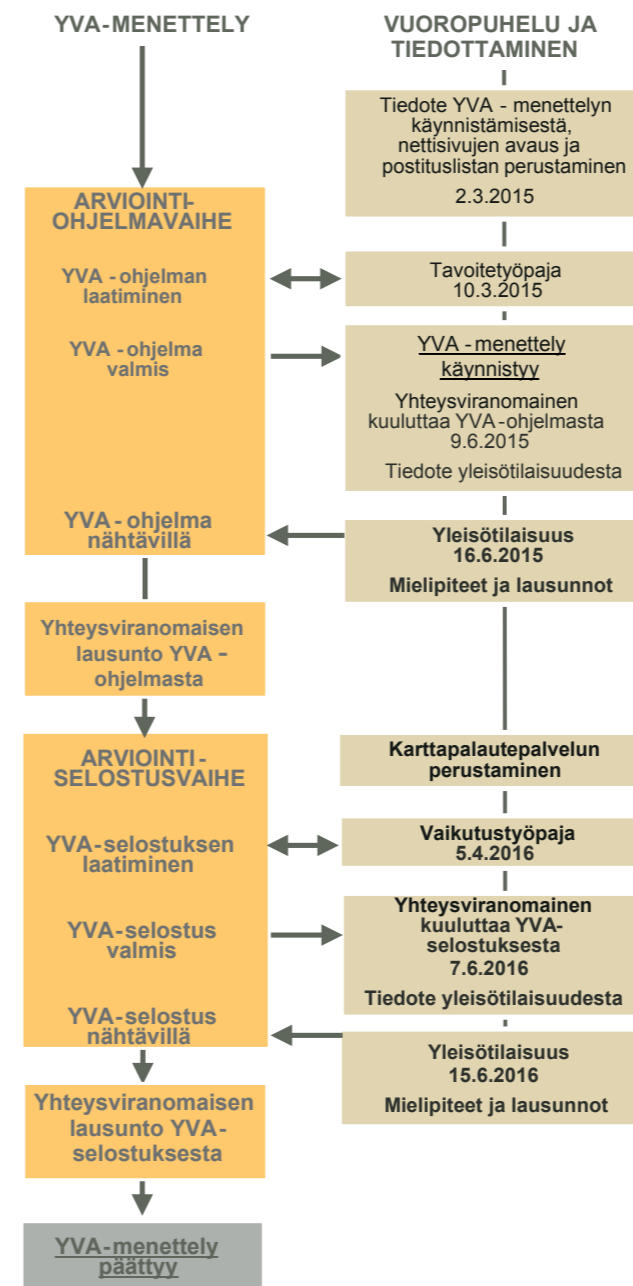 YVA-MENETTELY
ARVIOINTI-
OHJELMAVAIHE
YVA - ohjelman
laatiminen
YVA - ohjelma
valmis
YVA - ohjelma
nähtävillä
Yhteysviranomaisen
lausunto YVA -
ohjelmasta
ARVIOINTI -
SELOSTUSVAIHE
YVA-selostuksen
laatiminen
YVA-selostus
valmis
YVA-selostus
nähtävillä
Yhteysviranomaisen
lausunto YVA-
selostuksesta
YVA-menettely
päättyy
VUOROPUHELU JA
TIEDOTTAMINEN
Tiedote YVA - menettelyn
käynnistämisestä,
nettisivujen avaus ja
postituslistan perustaminen
2.3.2015
Tavoitetyöpaja
10.3.2015
YVA - menettely
käynnistyy
Yhteysviranomainen
kuuluttaa YVA-ohjelmasta
9.6.2015
Tiedote yleisötilaisuudesta
Yleisötilaisuus
16.6.2015
Mielipiteet ja lausunnot
Karttapalautepalvelun
perustaminen
Vaikutustyöpaja
5.4.2016
Yhteysviranomainen
kuuluttaa YVA-
selostuksesta
7.6.2016
Tiedote yleisötilaisuudesta
Yleisötilaisuus
15.6.2016
Mielipiteet ja lausunnot